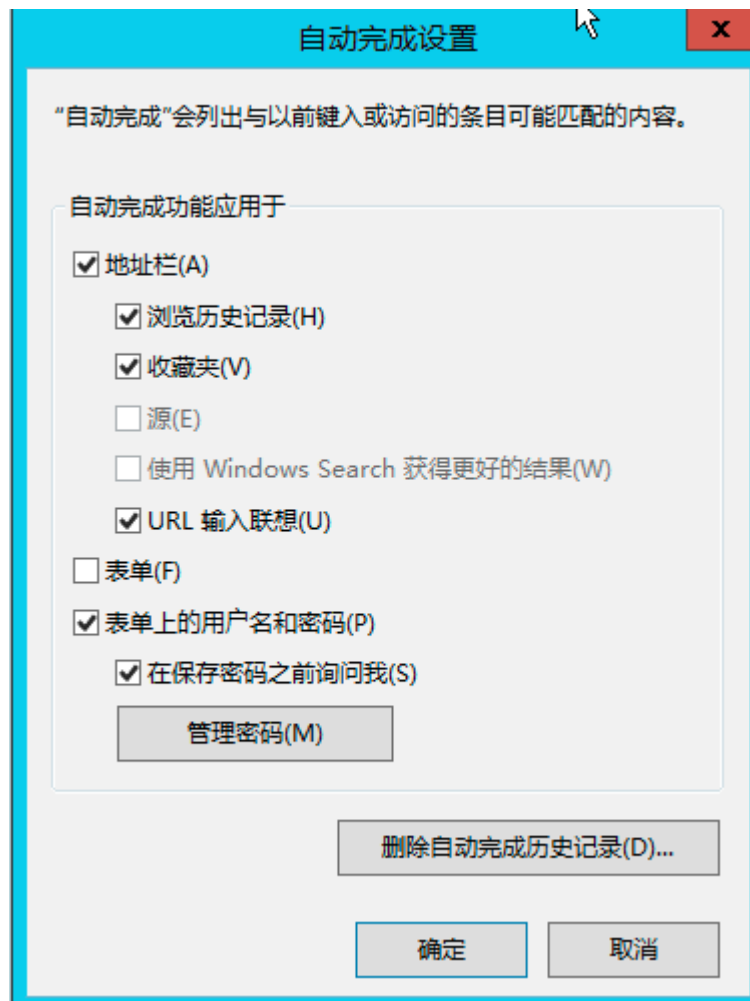 自动完成设置
x
“自动完成”会列出与以前键入或访问的条目可能匹配的内容。
自动完成功能应用于
地址栏(A)
浏览历史记录(H)
收藏夹(V)
源(E)
使用 Windows Search 获得更好的结果(W)
URL 输入联想(U)
表单(F)
表单上的用户名和密码(P)
在保存密码之前询问我(S)
管理密码(M)
删除自动完成历史记录(D)...
确定
取消